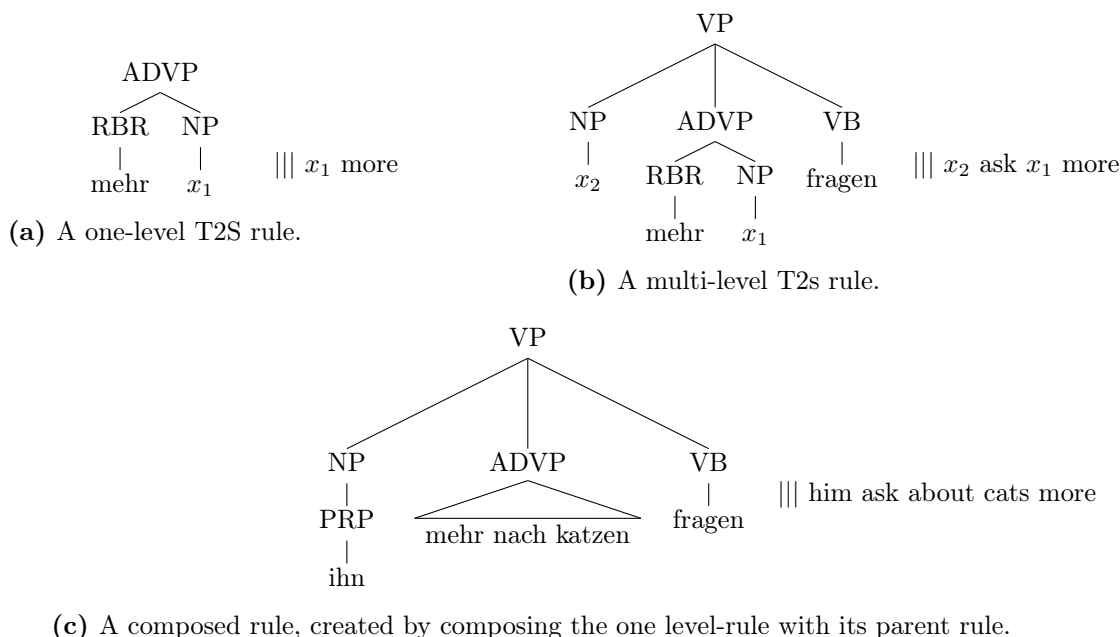 ADVP
RBR NP
mehr x₁
||| x₁ more
(a) A one-level T2S rule.
VP
NP ADVP VB
x₂ RBR NP fragen
mehr x₁
||| x₂ ask x₁ more
(b) A multi-level T2s rule.
VP
NP ADVP VB
PRP mehr nach katzen fragen
ihn
||| him ask about cats more
(c) A composed rule, created by composing the one level-rule with its parent rule.